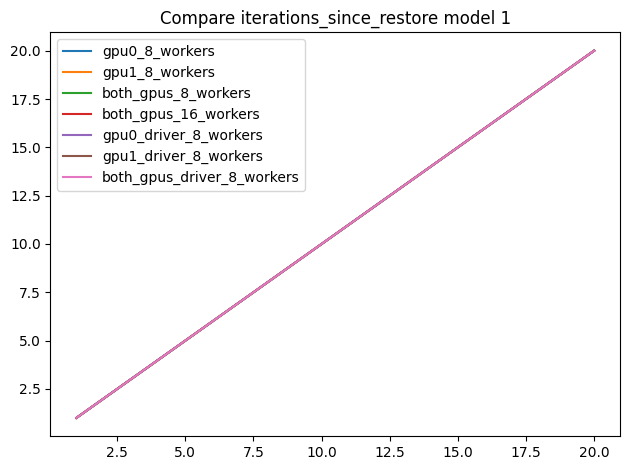 Compare iterations_since_restore model 1
gpu0_8_workers
gpu1_8_workers
both_gpus_8_workers
both_gpus_16_workers
gpu0_driver_8_workers
gpu1_driver_8_workers
both_gpus_driver_8_workers
20.0
17.5
15.0
12.5
10.0
7.5
5.0
2.5
2.5 5.0 7.5 10.0 12.5 15.0 17.5 20.0